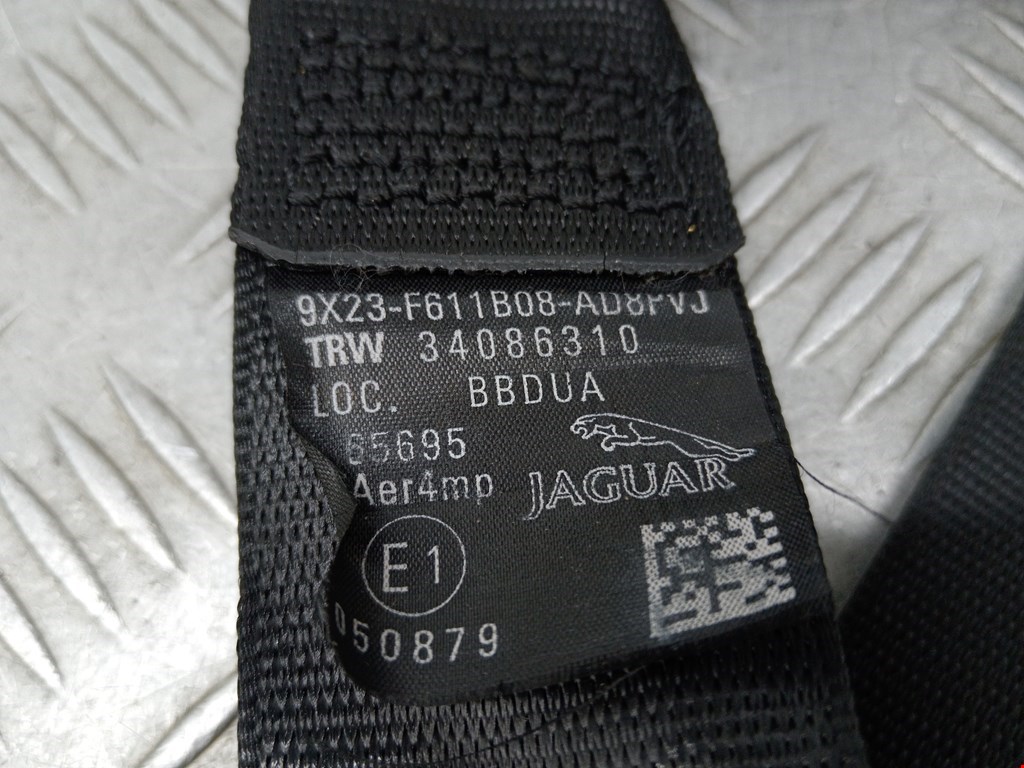 9X23-F611B08-AD8PVJ
TRW 34086310
LOC. BBDUA
65695
Aer4mp
JAGUAR
E1
050879